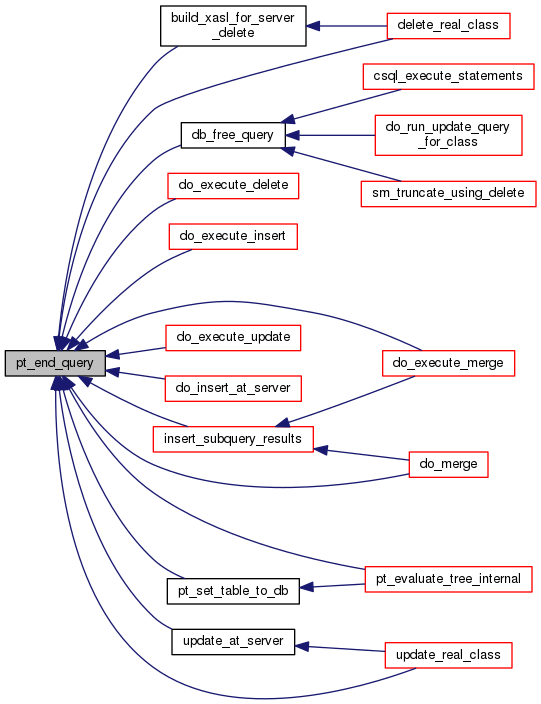 build_xasl_for_server
_delete
delete_real_class
csql_execute_statements
db_free_query
do_run_update_query
_for_class
do_execute_delete
sm_truncate_using_delete
do_execute_insert
do_execute_update
pt_end_query
do_execute_merge
do_insert_at_server
insert_subquery_results
do_merge
pt_evaluate_tree_internal
pt_set_table_to_db
update_at_server
update_real_class